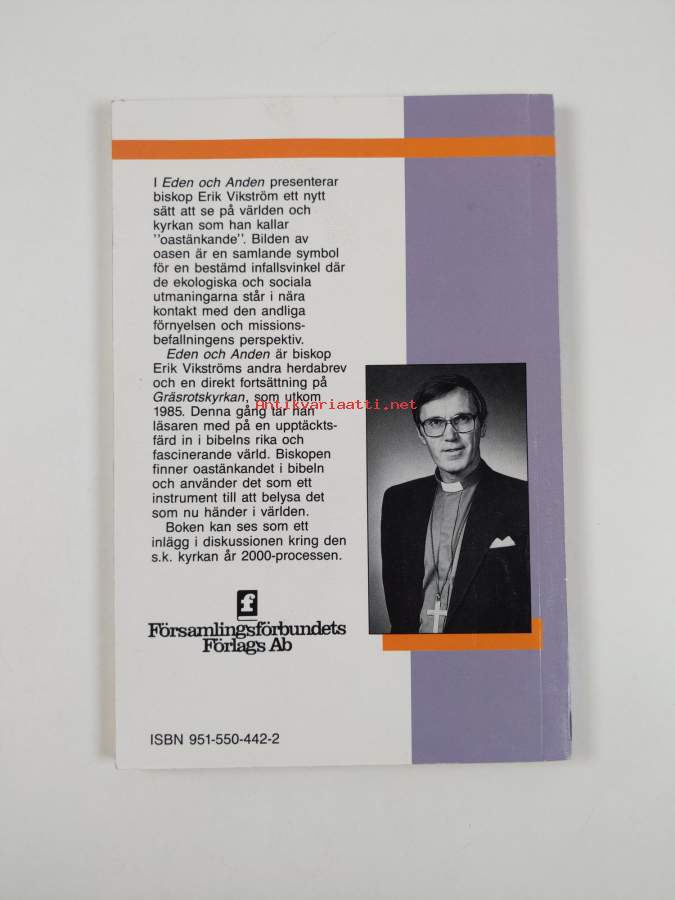 I Eden och Anden presenterar
biskop Erik Vikström ett nytt
sätt att se på världen och
kyrkan som han kallar
''oastänkande''. Bilden av
oasen är en samlande symbol
för en bestämd infallsvinkel där
de ekologiska och sociala
utmaningarna står i nära
kontakt med den andliga
förnyelsen och missions-
befallningens perspektiv.
Eden och Anden är biskop
Erik Vikströms andra herdabrev
och en direkt fortsättning på
Gräsrotskyrkan, som utkom
Antikvariaatti.net
1985. Denna gång tar han
läsaren med på en upptäckts-
färd in i bibelns rika och
fascinerande värld. Biskopen
finner oastänkandet i bibeln
och använder det som ett
instrument till att belysa det
som nu händer i världen.
Boken kan ses som ett
inlägg i diskussionen kring den
s.k. kyrkan år 2000-processen.
f
Församlingsförbundets
Förlags Ab
ISBN 951-550-442-2